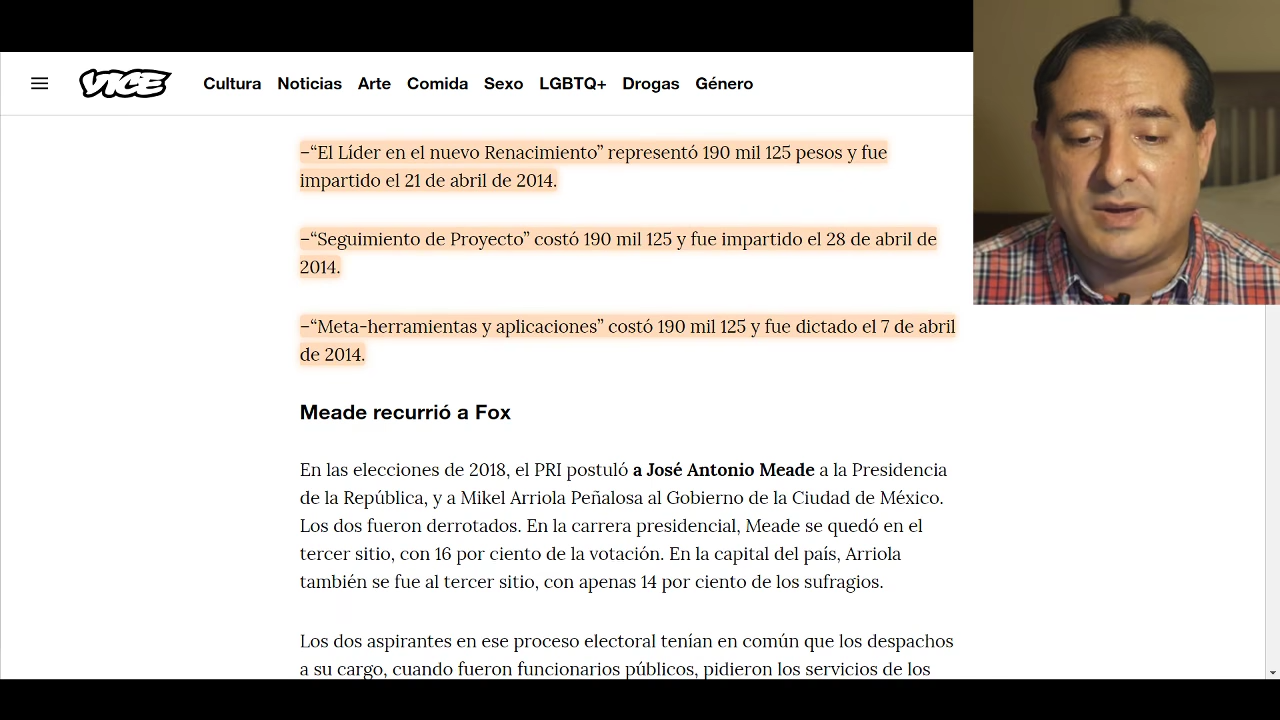 VICE Cultura Noticias Arte Comida Sexo LGBTQ+ Drogas Género
–“El Líder en el nuevo Renacimiento” representó 190 mil 125 pesos y fue
impartido el 21 de abril de 2014.
–“Seguimiento de Proyecto” costó 190 mil 125 y fue impartido el 28 de abril de
2014.
–“Meta-herramientas y aplicaciones” costó 190 mil 125 y fue dictado el 7 de abril
de 2014.
Meade recurrió a Fox
En las elecciones de 2018, el PRI postuló a José Antonio Meade a la Presidencia
de la República, y a Mikel Arriola Peñalosa al Gobierno de la Ciudad de México.
Los dos fueron derrotados. En la carrera presidencial, Meade se quedó en el
tercer sitio, con 16 por ciento de la votación. En la capital del país, Arriola
también se fue al tercer sitio, con apenas 14 por ciento de los sufragios.
Los dos aspirantes en ese proceso electoral tenían en común que los despachos
a su cargo, cuando fueron funcionarios públicos, pidieron los servicios de los